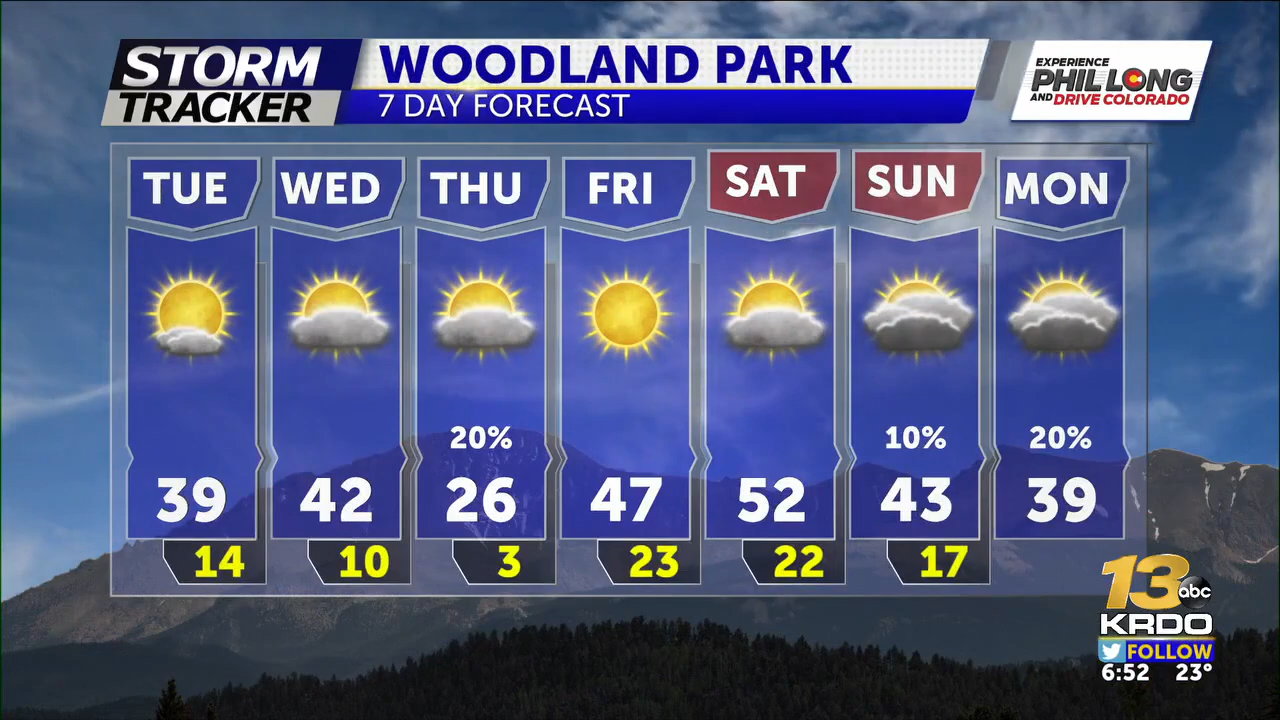 STORM
TRACKER
WOODLAND PARK
7 DAY FORECAST
EXPERIENCE
PHIL LONG
AND DRIVE COLORADO
TUE WED THU FRI SAT SUN MON
20% 10% 20%
39 42 26 47 52 43 39
14 10 3 23 22 17
13 abc
KRDO
FOLLOW
6:52 23°